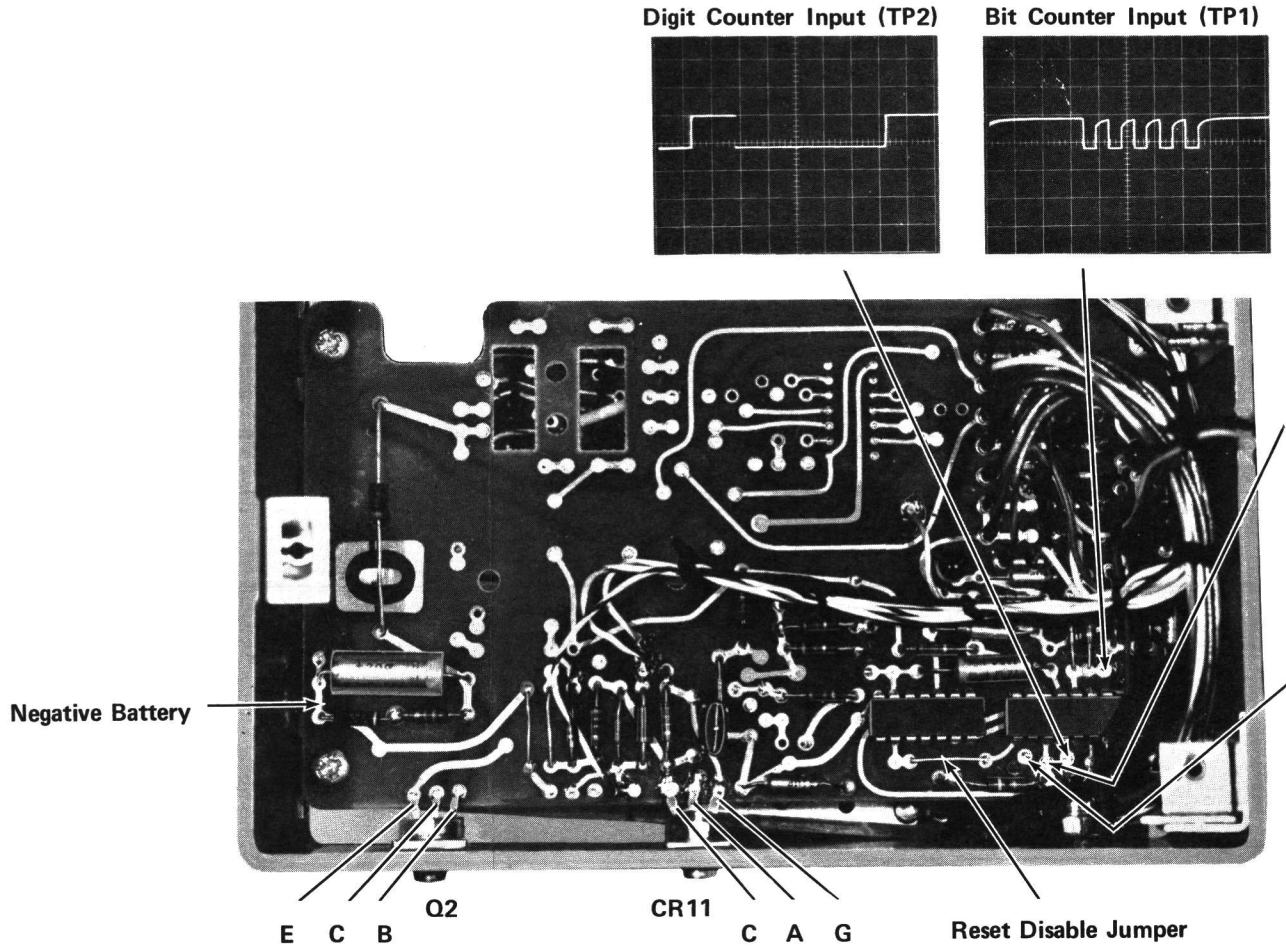 Digit Counter Input (TP2)
Bit Counter Input (TP1)
Negative Battery
Q2
CR11
E C B
C A G
Reset Disable Jumper